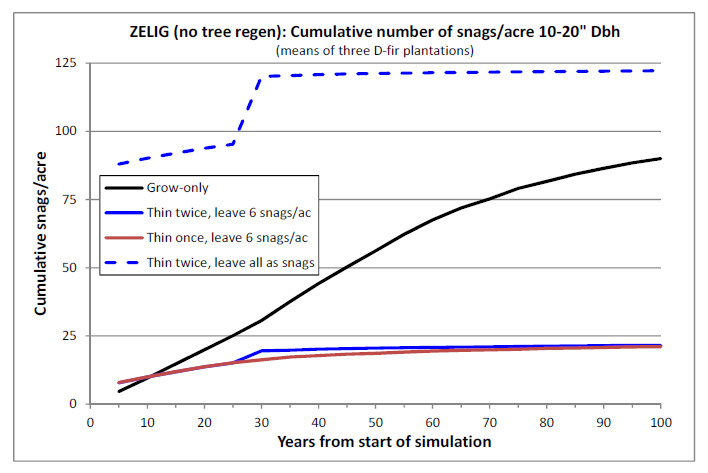 ZELIG (no tree regen): Cumulative number of snags/acre 10-20" Dbh
(means of three D-fir plantations)
Cumulative snags/acre
125
100
75
50
25
0
Grow-only
Thin twice, leave 6 snags/ac
Thin once, leave 6 snags/ac
Thin twice, leave all as snags
0 10 20 30 40 50 60 70 80 90 100
Years from start of simulation